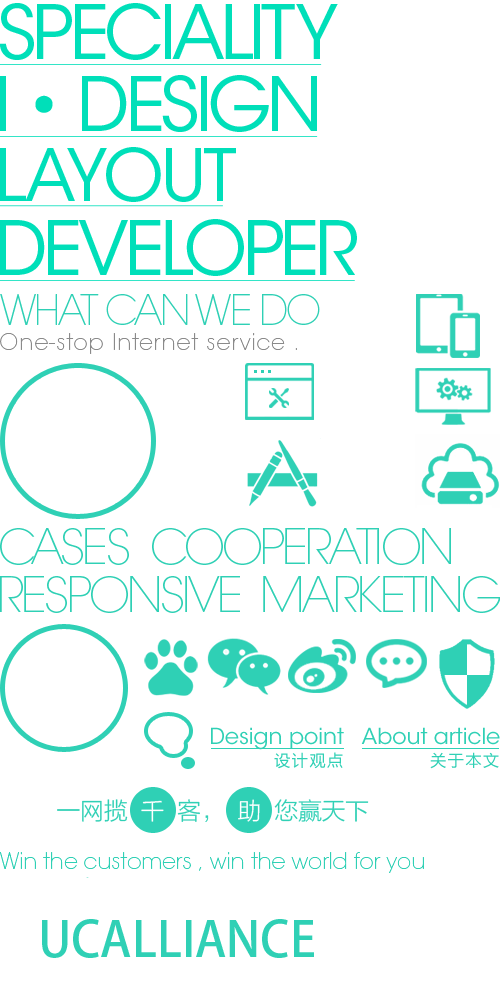 SPECIALITY
I • DESIGN
LAYOUT
DEVELOPER
WHAT CAN WE DO
One-stop Internet service .
CASES COOPERATION
RESPONSIVE MARKETING
Design point About article
设计观点 关于本文
一网揽千客，助您赢天下
Win the customers , win the world for you
UCALLIANCE